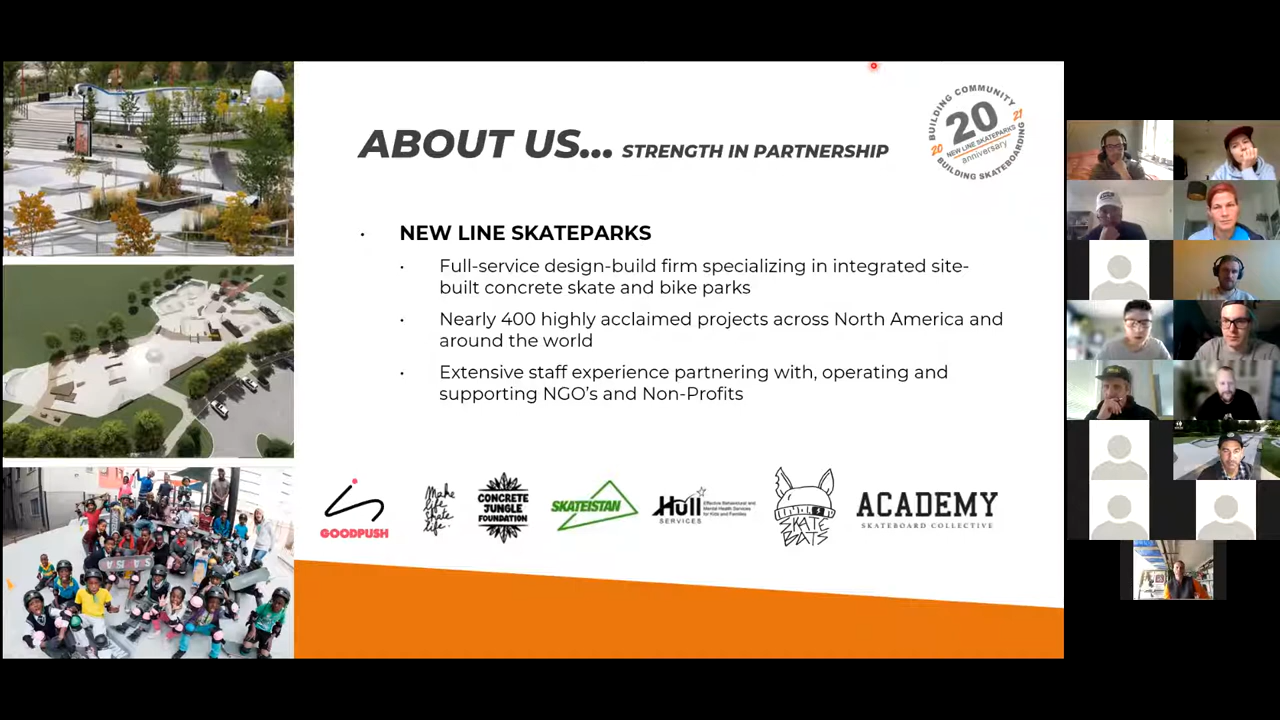 ABOUT US... STRENGTH IN PARTNERSHIP
BUILDING COMMUNITY
20 20 21
NEW LINE SKATEPARKS
anniversary
BUILDING SKATEBOARDING
• NEW LINE SKATEPARKS
• Full-service design-build firm specializing in integrated site-
built concrete skate and bike parks
• Nearly 400 highly acclaimed projects across North America and
around the world
• Extensive staff experience partnering with, operating and
supporting NGO's and Non-Profits
GOODPUSH
Make
life skate
life.
CONCRETE
JUNGLE
FOUNDATION
SKATEISTAN
Hull
SERVICES
Effective Behavioural and
Mental Health Services
for Kids and Families
SKATE
BATS
ACADEMY
SKATEBOARD COLLECTIVE